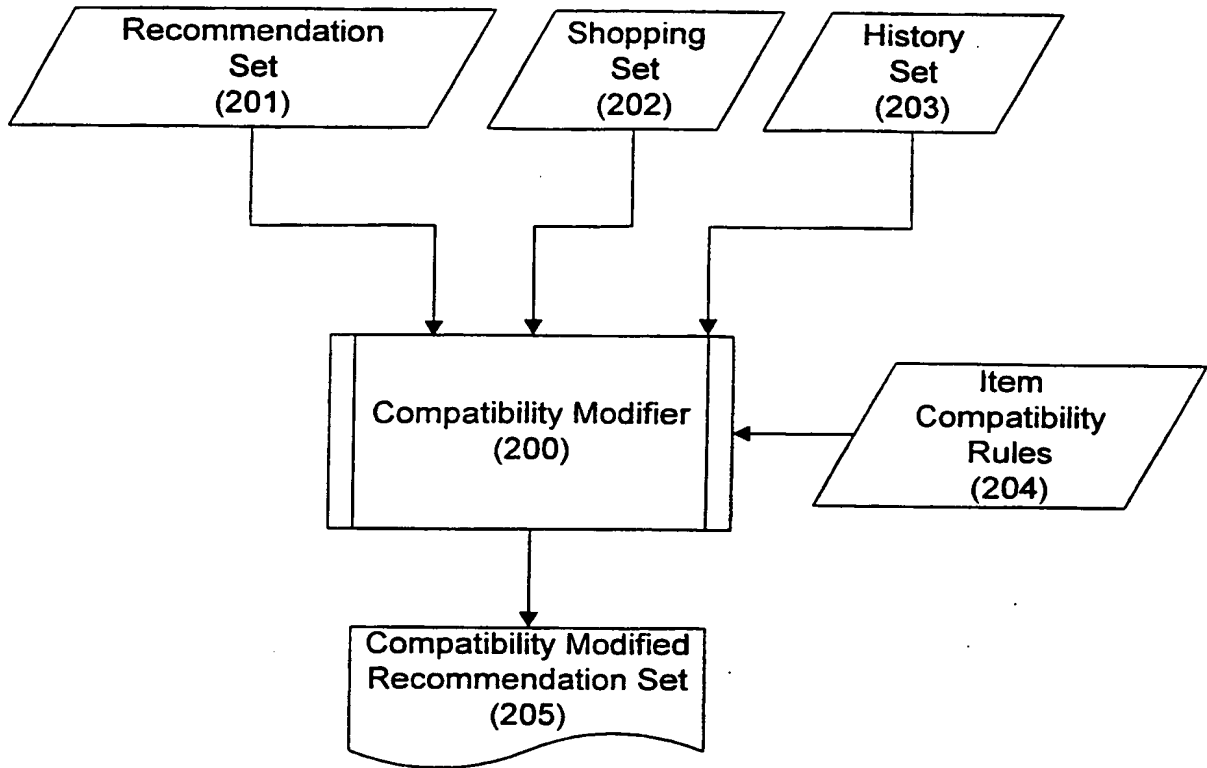 Recommendation
Set
(201)
Shopping
Set
(202)
History
Set
(203)
Compatibility Modifier
(200)
Item
Compatibility
Rules
(204)
Compatibility Modified
Recommendation Set
(205)